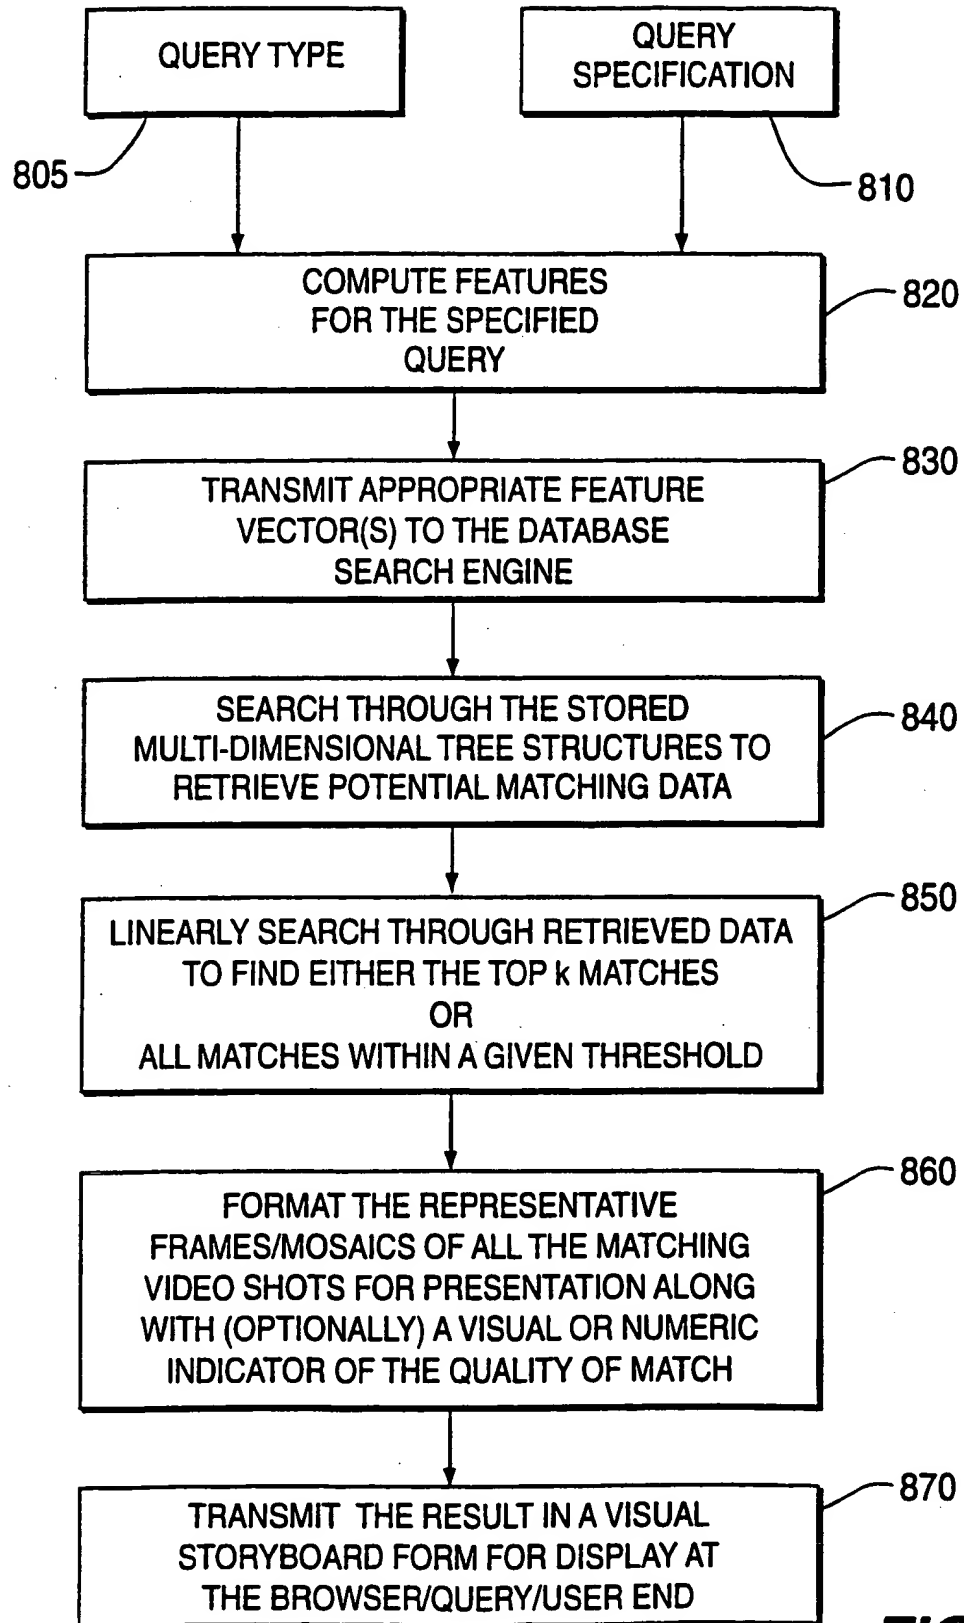 QUERY TYPE
QUERY
SPECIFICATION
805
810
COMPUTE FEATURES
FOR THE SPECIFIED
QUERY
820
TRANSMIT APPROPRIATE FEATURE
VECTOR(S) TO THE DATABASE
SEARCH ENGINE
830
SEARCH THROUGH THE STORED
MULTI-DIMENSIONAL TREE STRUCTURES TO
RETRIEVE POTENTIAL MATCHING DATA
840
LINEARLY SEARCH THROUGH RETRIEVED DATA
TO FIND EITHER THE TOP k MATCHES
OR
ALL MATCHES WITHIN A GIVEN THRESHOLD
850
FORMAT THE REPRESENTATIVE
FRAMES/MOSAICS OF ALL THE MATCHING
VIDEO SHOTS FOR PRESENTATION ALONG
WITH (OPTIONALLY) A VISUAL OR NUMERIC
INDICATOR OF THE QUALITY OF MATCH
860
TRANSMIT THE RESULT IN A VISUAL
STORYBOARD FORM FOR DISPLAY AT
THE BROWSER/QUERY/USER END
870